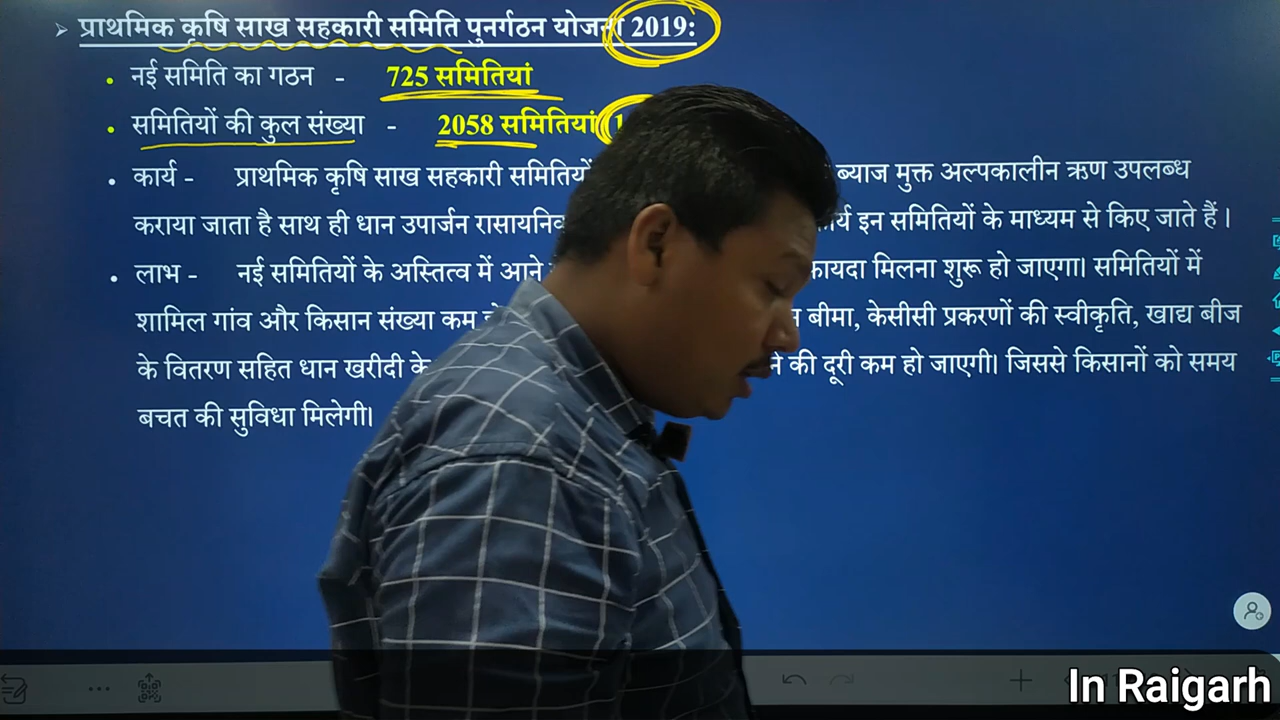 ➢ प्राथमिक कृषि साख सहकारी समिति पुनर्गठन योजना 2019:
• नई समिति का गठन - 725 समितियां
• समितियों की कुल संख्या - 2058 समितियां
• कार्य - प्राथमिक कृषि साख सहकारी समितियों ब्याज मुक्त अल्पकालीन ऋण उपलब्ध
कराया जाता है साथ ही धान उपार्जन इन समितियों के माध्यम से किए जाते हैं।
• लाभ - नई समितियों के अस्तित्व में आने फायदा मिलना शुरू हो जाएगा। समितियों में
शामिल गांव और किसान संख्या कम बीमा, केसीसी प्रकरणों की स्वीकृति, खाद्य बीज
के वितरण सहित धान खरीदी के की दूरी कम हो जाएगी। जिससे किसानों को समय
बचत की सुविधा मिलेगी।
In Raigarh